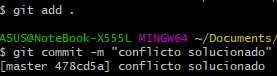 $ git add .
ASUS@NoteBook-X555L MINGW64 ~/Documents/
$ git commit -m "conflicto solucionado"
[master 478cd5a] conflicto solucionado